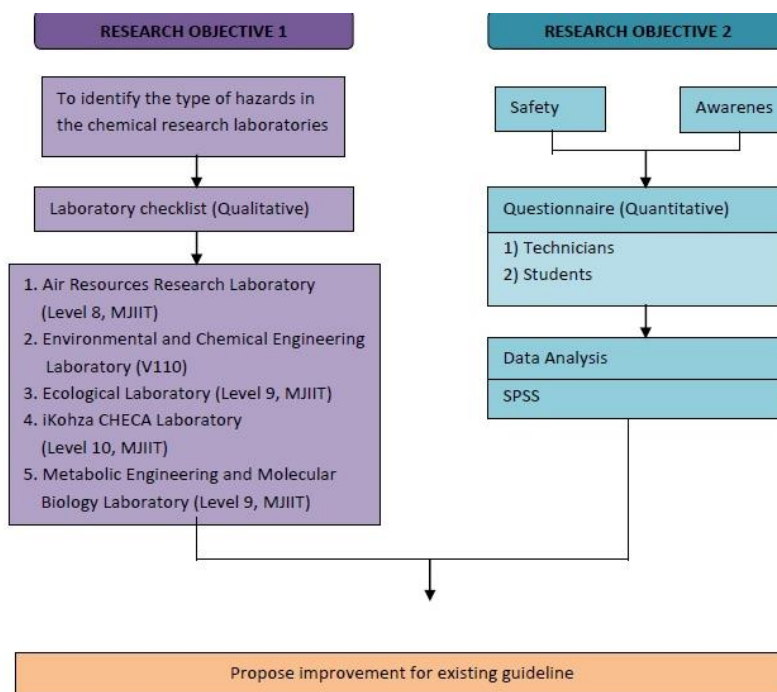 RESEARCH OBJECTIVE 1
To identify the type of hazards in
the chemical research laboratories
Laboratory checklist (Qualitative)
1. Air Resources Research Laboratory
(Level 8, MJIIT)
2. Environmental and Chemical Engineering
Laboratory (V110)
3. Ecological Laboratory (Level 9, MJIIT)
4. iKohza CHECA Laboratory
(Level 10, MJIIT)
5. Metabolic Engineering and Molecular
Biology Laboratory (Level 9, MJIIT)
RESEARCH OBJECTIVE 2
Safety
Awarenes
Questionnaire (Quantitative)
1) Technicians
2) Students
Data Analysis
SPSS
Propose improvement for existing guideline